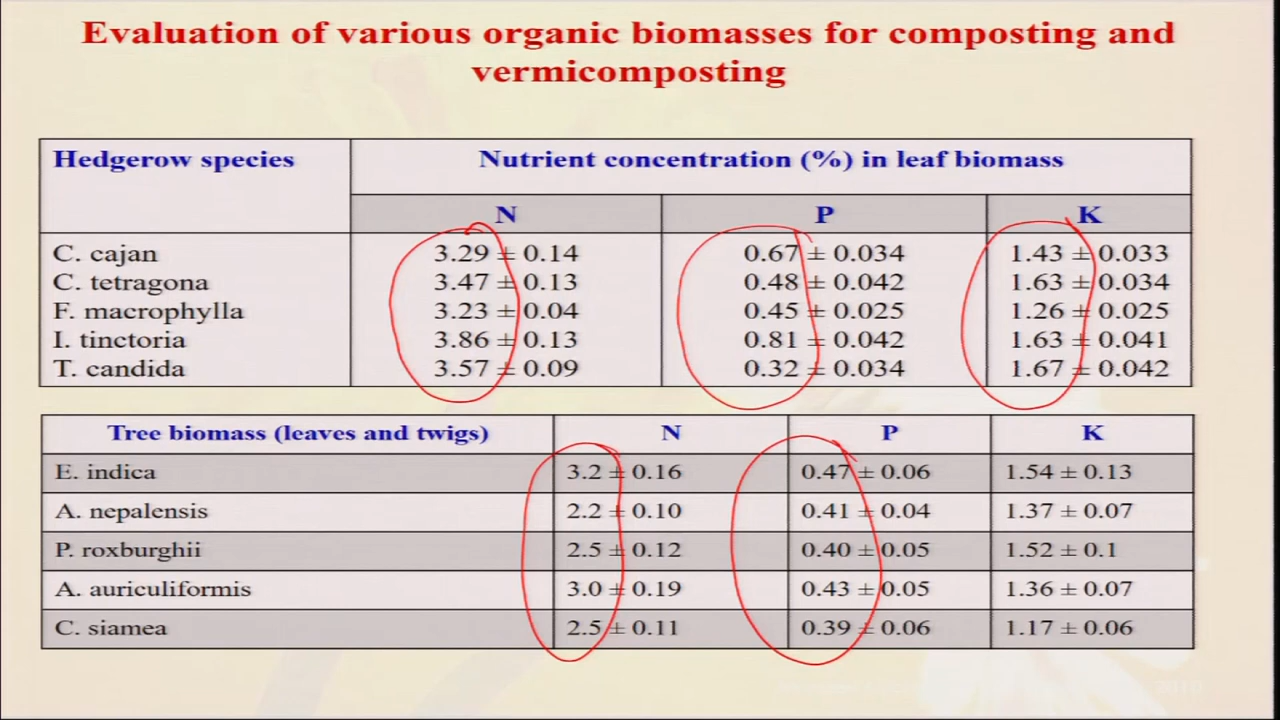 Evaluation of various organic biomasses for composting and
vermicomposting
Hedgerow species Nutrient concentration (%) in leaf biomass
N P K
C. cajan 3.29 ± 0.14 0.67 ± 0.034 1.43 ± 0.033
C. tetragona 3.47 ± 0.13 0.48 ± 0.042 1.63 ± 0.034
F. macrophylla 3.23 ± 0.04 0.45 ± 0.025 1.26 ± 0.025
I. tinctoria 3.86 ± 0.13 0.81 ± 0.042 1.63 ± 0.041
T. candida 3.57 ± 0.09 0.32 ± 0.034 1.67 ± 0.042
Tree biomass (leaves and twigs) N P K
E. indica 3.2 ± 0.16 0.47 ± 0.06 1.54 ± 0.13
A. nepalensis 2.2 ± 0.10 0.41 ± 0.04 1.37 ± 0.07
P. roxburghii 2.5 ± 0.12 0.40 ± 0.05 1.52 ± 0.1
A. auriculiformis 3.0 ± 0.19 0.43 ± 0.05 1.36 ± 0.07
C. siamea 2.5 ± 0.11 0.39 ± 0.06 1.17 ± 0.06